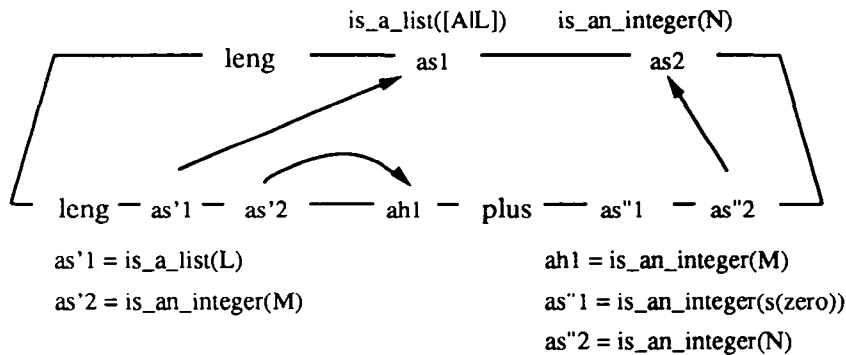 is_a_list([A|L]) is_an_integer(N)
leng as1 as2
leng as'1 as'2 ah1 plus as"1 as"2
as'1 = is_a_list(L) ah1 = is_an_integer(M)
as'2 = is_an_integer(M) as"1 = is_an_integer(s(zero))
as"2 = is_an_integer(N)